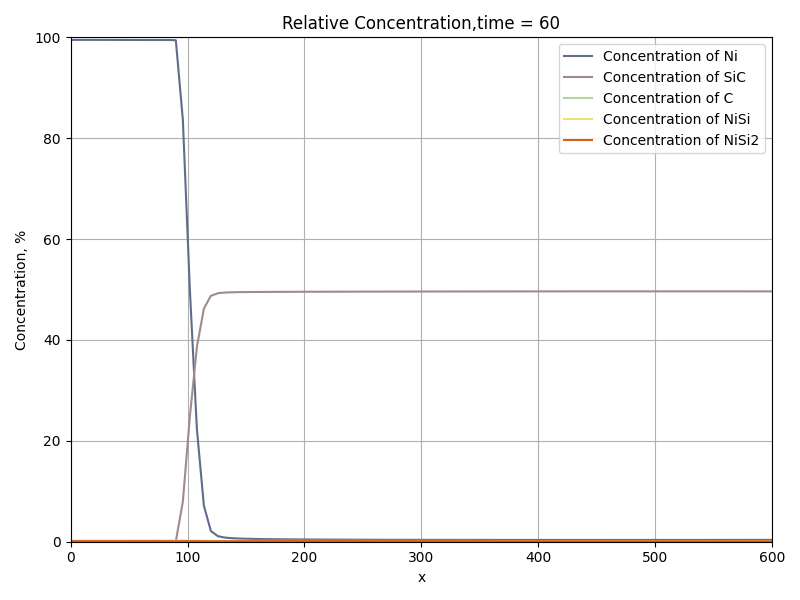 Relative Concentration,time = 60
Concentration, %
100
80
60
40
20
0
Concentration of Ni
Concentration of SiC
Concentration of C
Concentration of NiSi
Concentration of NiSi2
0 100 200 300 400 500 600
x